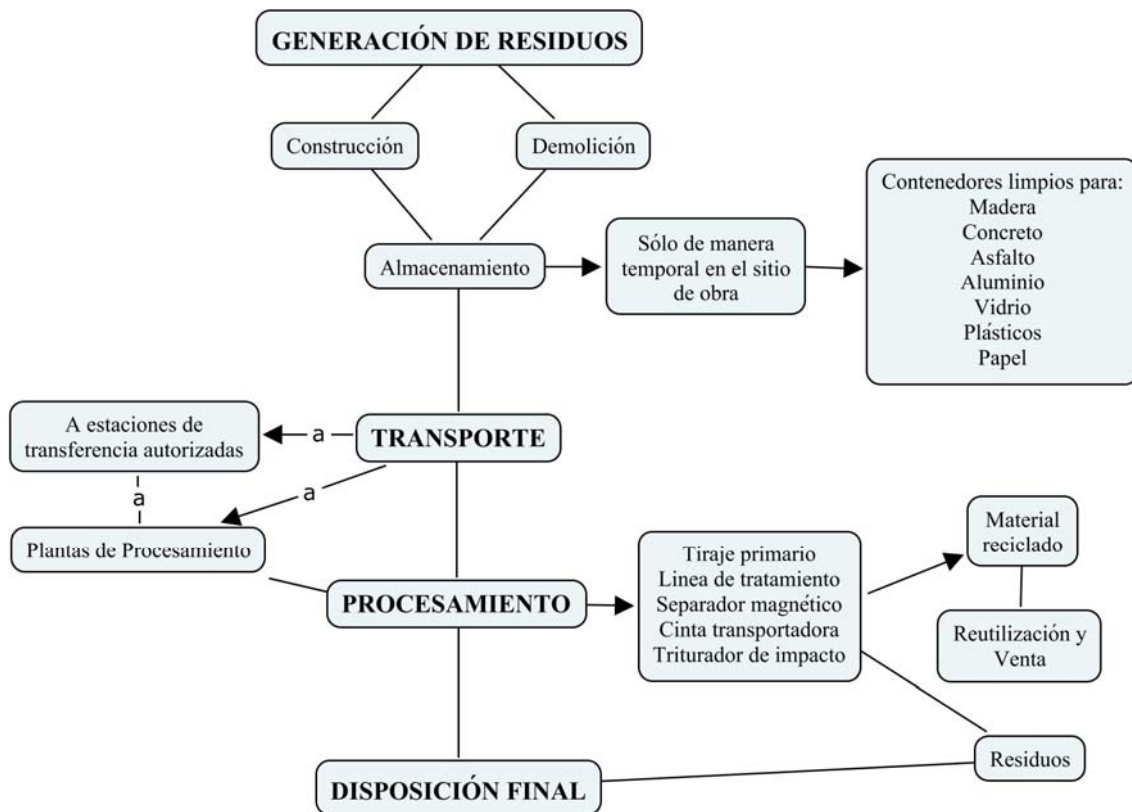 GENERACIÓN DE RESIDUOS
Construcción
Demolición
Almacenamiento
Sólo de manera
temporal en el sitio
de obra
Contenedores limpios para:
Madera
Concreto
Asfalto
Aluminio
Vidrio
Plásticos
Papel
A estaciones de
transferencia autorizadas
a
TRANSPORTE
a
a
Plantas de Procesamiento
PROCESAMIENTO
Tiraje primario
Linea de tratamiento
Separador magnético
Cinta transportadora
Triturador de impacto
Material
reciclado
Reutilización y
Venta
Residuos
DISPOSICIÓN FINAL